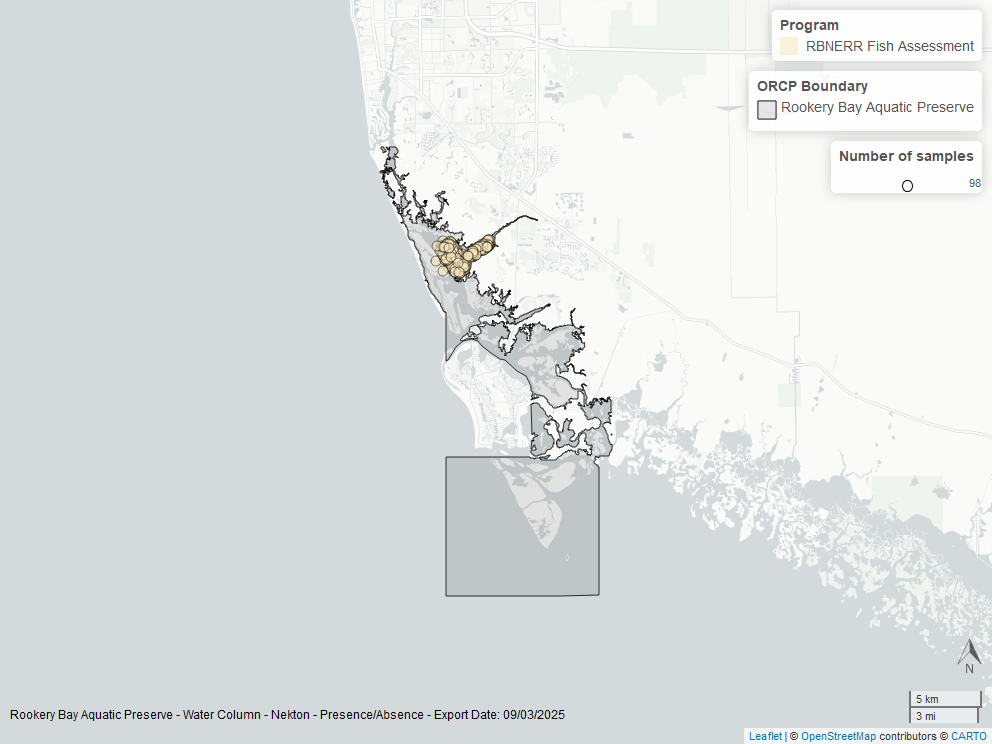 Program
RBNERR Fish Assessment
ORCP Boundary
Rookery Bay Aquatic Preserve
Number of samples
98
N
5 km
3 mi
Rookery Bay Aquatic Preserve - Water Column - Nekton - Presence/Absence - Export Date: 09/03/2025
Leaflet | © OpenStreetMap contributors © CARTO